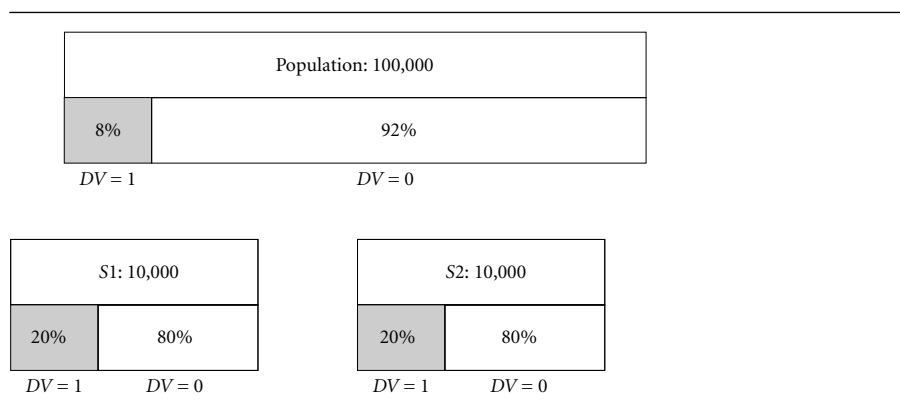 Population: 100,000
8% 92%
DV = 1 DV = 0
S1: 10,000 S2: 10,000
20% 80% 20% 80%
DV = 1 DV = 0 DV = 1 DV = 0